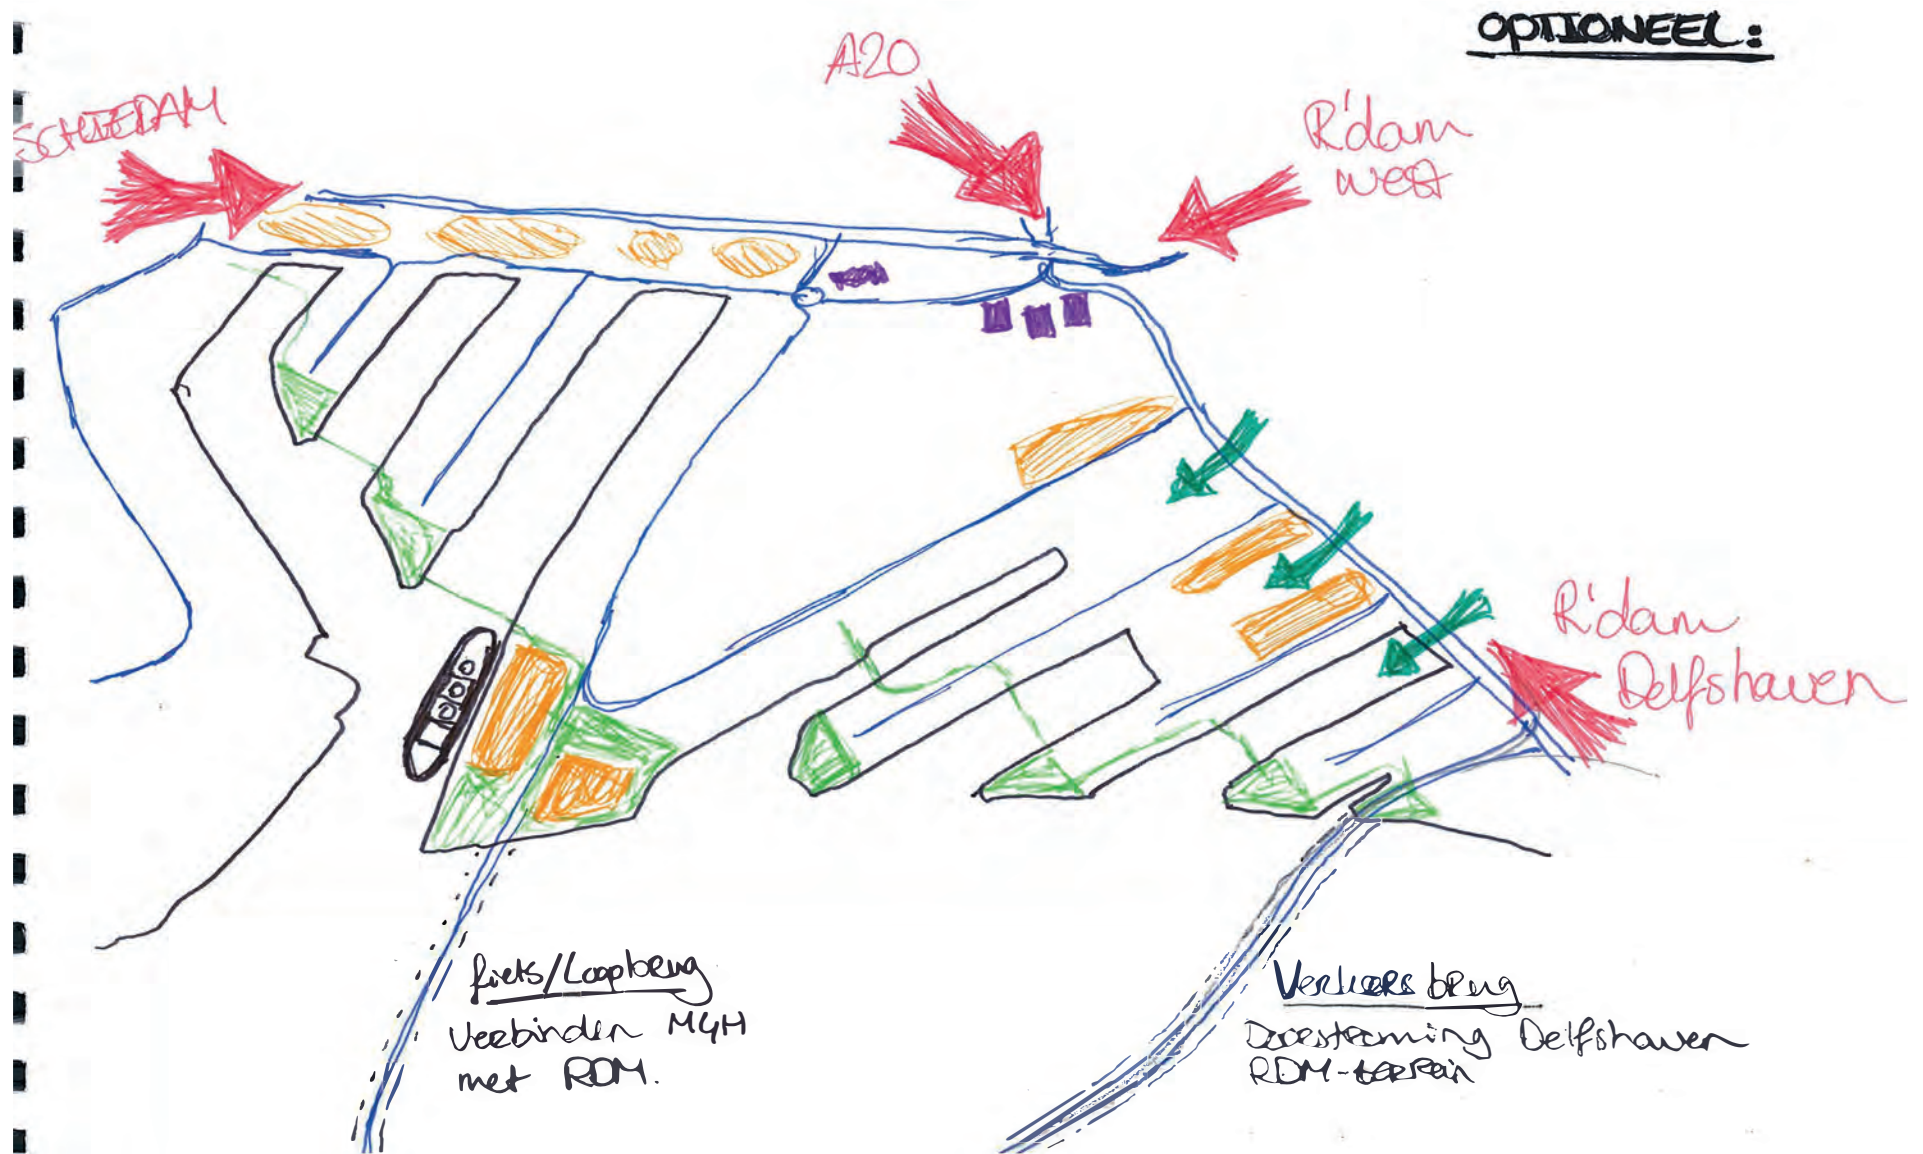 OPTIONEEL:
A20
SCHIEDAM
R'dam
West
R'dam
Delfshaven
fiets/Loopbrug
Verbinden M4H
met RDM.
Verkeersbrug
Doorstroming Delfshaven
RDM-terrein